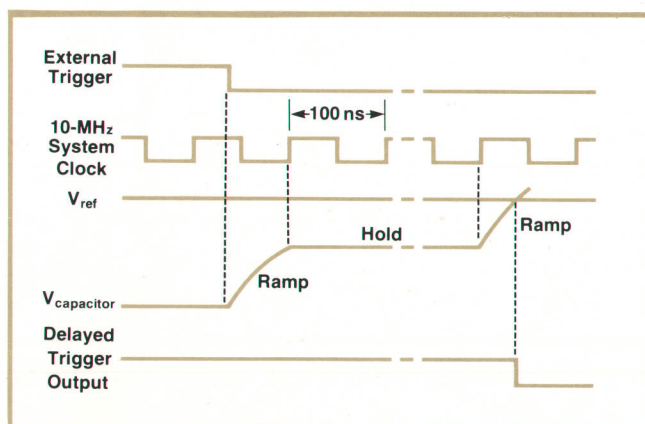 External
Trigger
100 ns
10-MHz
System
Clock
Vref
Hold
Ramp
Ramp
Vcapacitor
Delayed
Trigger
Output